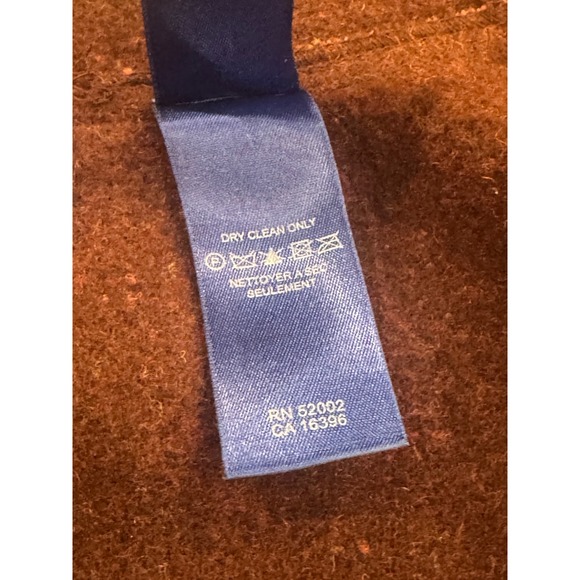 DRY CLEAN ONLY
P
NETTOYER A SEC
SEULEMENT
RN 52002
CA 16396